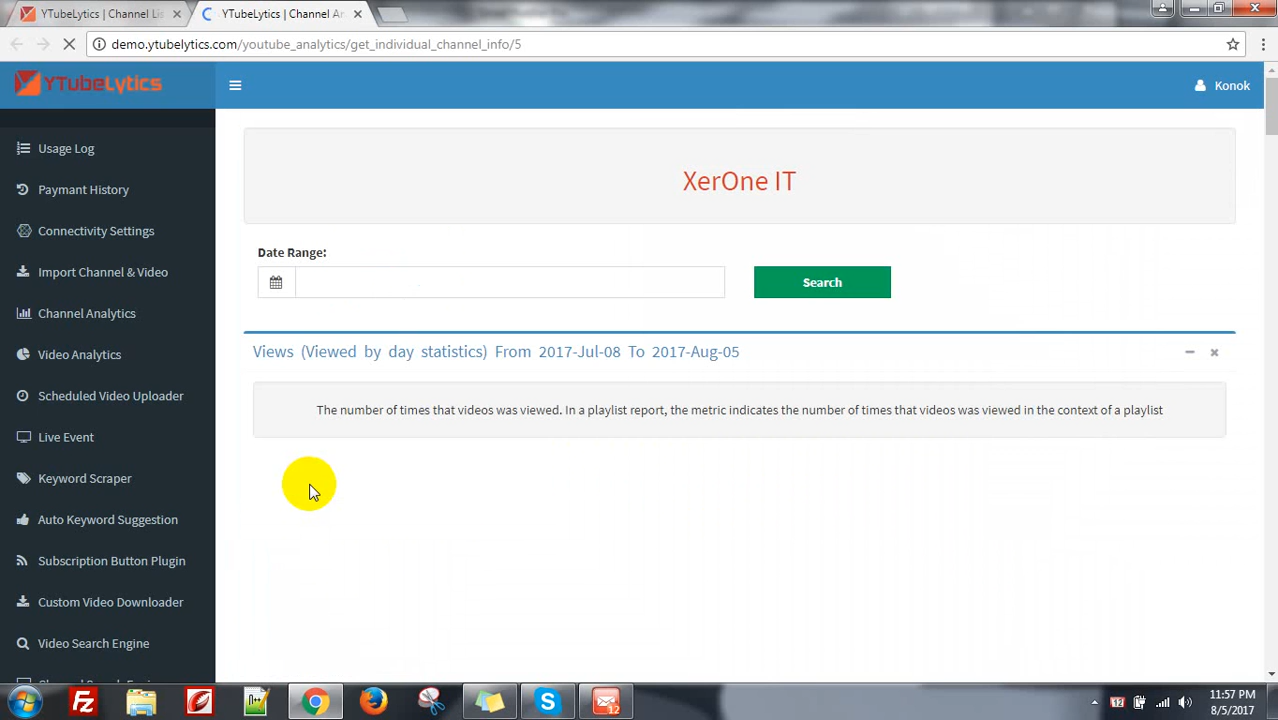 YTubeLytics | Channel Lis
YTubeLytics | Channel An
demo.ytubelytics.com/youtube_analytics/get_individual_channel_info/5
YTubeLytics
Konok
Usage Log
Paymant History
Connectivity Settings
Import Channel & Video
Channel Analytics
Video Analytics
Scheduled Video Uploader
Live Event
Keyword Scraper
Auto Keyword Suggestion
Subscription Button Plugin
Custom Video Downloader
Video Search Engine
XerOne IT
Date Range:
Search
Views (Viewed by day statistics) From 2017-Jul-08 To 2017-Aug-05
The number of times that videos was viewed. In a playlist report, the metric indicates the number of times that videos was viewed in the context of a playlist
12
12
11:57 PM
8/5/2017